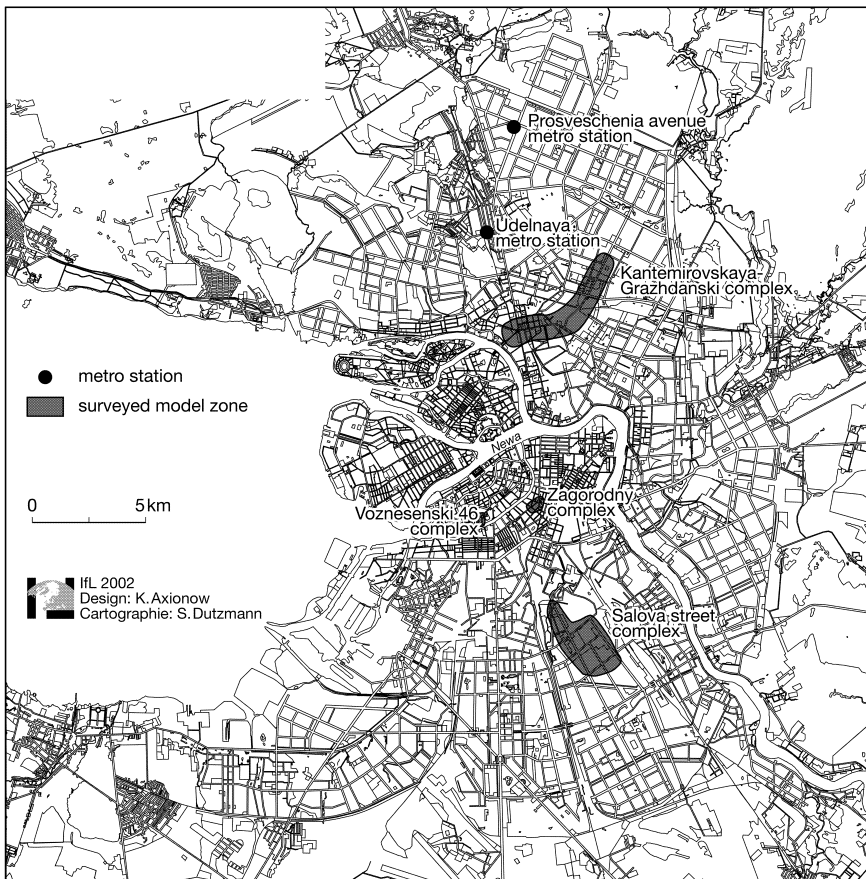 Prosveschenia avenue
metro station
Udelnava
metro station
Kantemirovskaya-
Grazhdanski complex
metro station
surveyed model zone
Newa
0 5 km
Zagorodny
complex
Voznesenski 46
complex
IfL 2002
Design: K. Axionow
Cartographie: S. Dutzmann
Salova street
complex